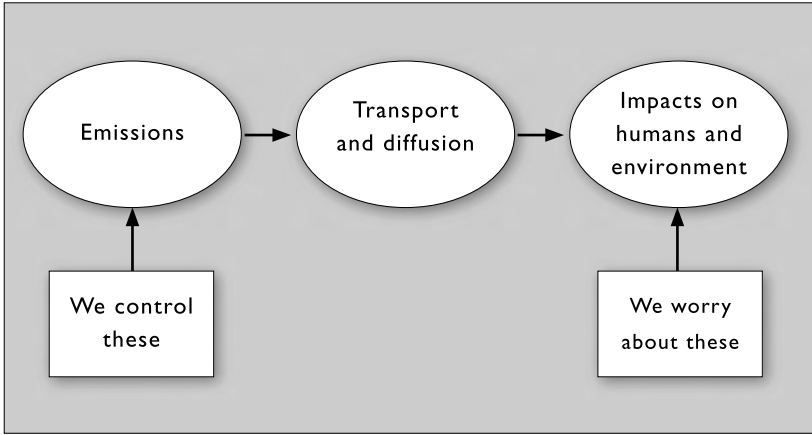 Emissions
Transport
and diffusion
Impacts on
humans and
environment
We control
these
We worry
about these